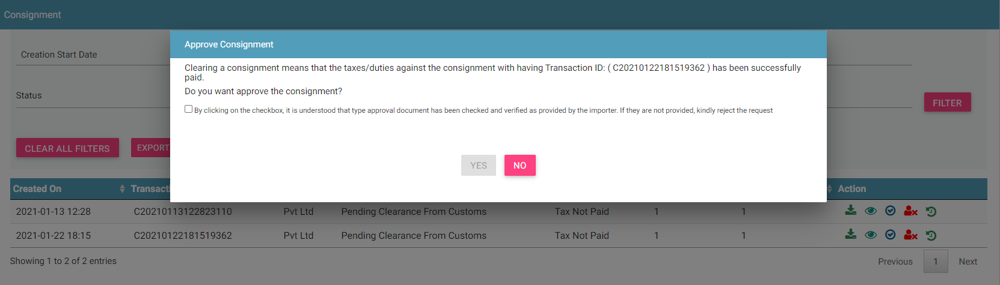 Consignment
Approve Consignment
Creation Start Date
Clearing a consignment means that the taxes/duties against the consignment with having Transaction ID: ( C20210122181519362 ) has been successfully
paid.
Do you want approve the consignment?
Status
By clicking on the checkbox, it is understood that type approval document has been checked and verified as provided by the importer. If they are not provided, kindly reject the request
FILTER
CLEAR ALL FILTERS EXPORT
YES NO
Created On Transacti Action
2021-01-13 12:28 C20210113122823110 Pvt Ltd Pending Clearance From Customs Tax Not Paid 1 1
2021-01-22 18:15 C20210122181519362 Pvt Ltd Pending Clearance From Customs Tax Not Paid 1 1
Showing 1 to 2 of 2 entries Previous 1 Next